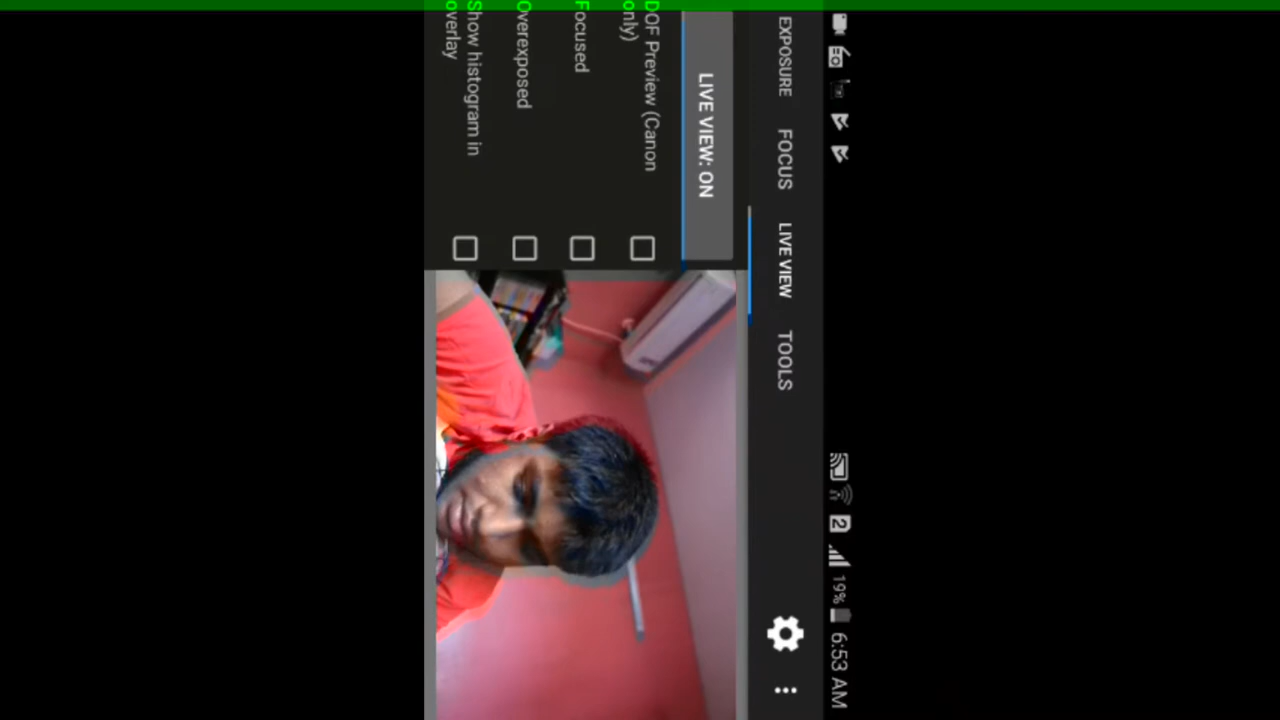 2
19%
6:53 AM
EXPOSURE
FOCUS
LIVE VIEW
TOOLS
LIVE VIEW: ON
DOF Preview (Canon
only)
Focused
Overexposed
Show histogram in
overlay